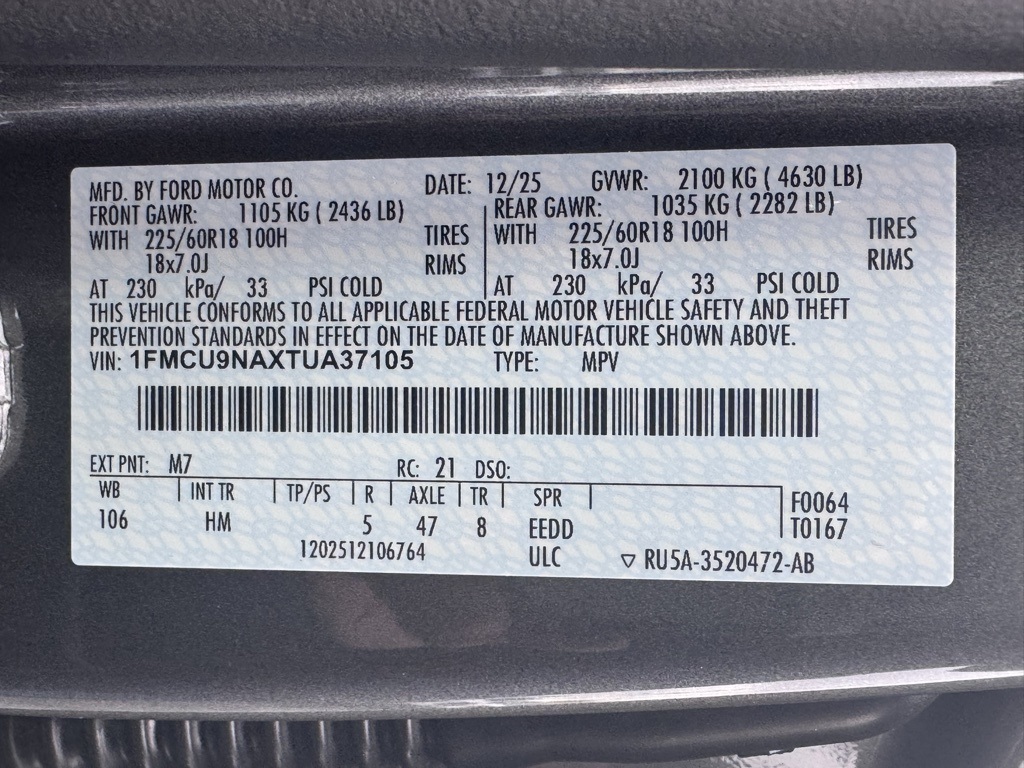 MFD. BY FORD MOTOR CO. DATE: 12/25 GVWR: 2100 KG ( 4630 LB)
FRONT GAWR: 1105 KG ( 2436 LB) REAR GAWR: 1035 KG ( 2282 LB)
WITH 225/60R18 100H TIRES WITH 225/60R18 100H TIRES
18x7.0J RIMS 18x7.0J RIMS
AT 230 kPa/ 33 PSI COLD AT 230 kPa/ 33 PSI COLD
THIS VEHICLE CONFORMS TO ALL APPLICABLE FEDERAL MOTOR VEHICLE SAFETY AND THEFT
PREVENTION STANDARDS IN EFFECT ON THE DATE OF MANUFACTURE SHOWN ABOVE.
VIN: 1FMCU9NAXTUA37105 TYPE: MPV
EXT PNT: M7 RC: 21 DSO:
WB INT TR TP/PS R AXLE TR SPR F0064
106 HM 5 47 8 EEDD T0167
1202512106764 ULC ▽ RU5A-3520472-AB